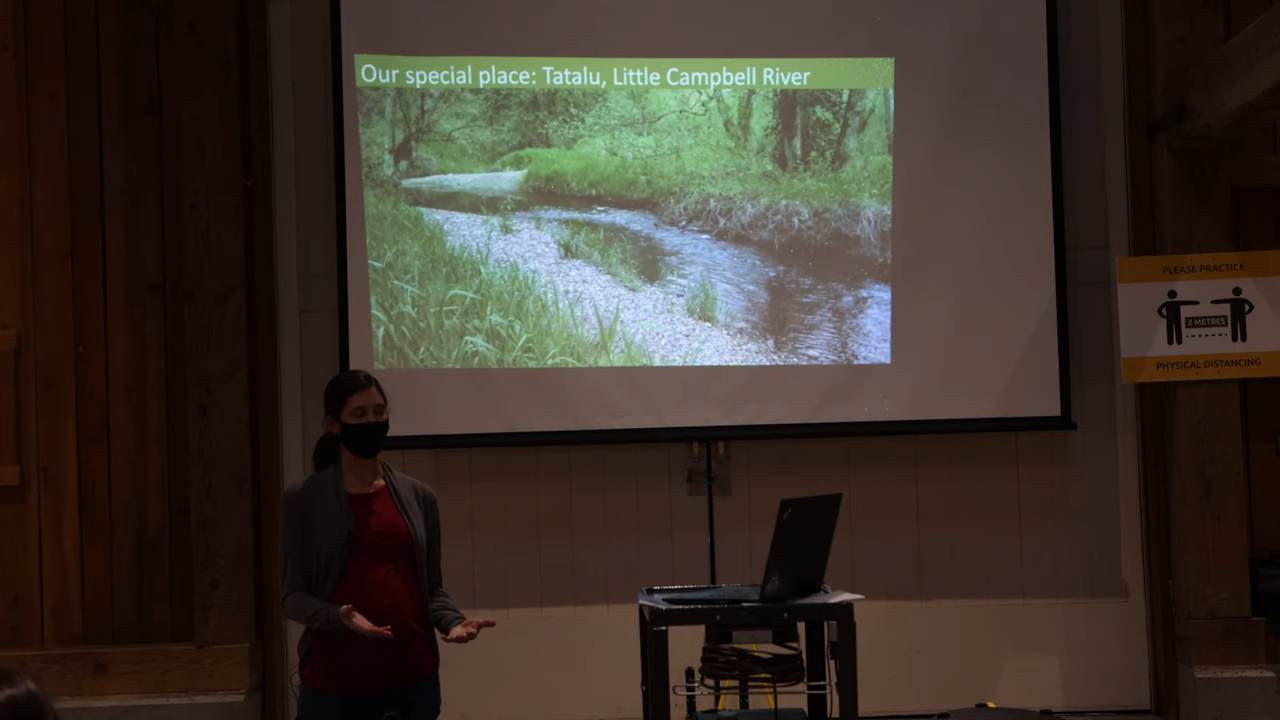 Our special place: Tatalu, Little Campbell River
PLEASE PRACTICE
2 METRES
PHYSICAL DISTANCING